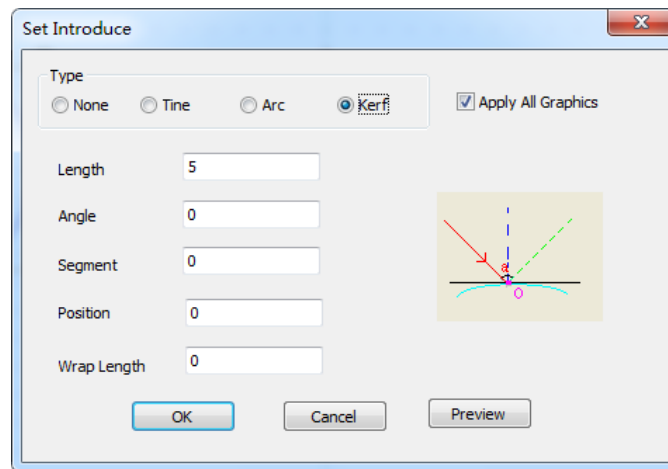 Set Introduce
Type
None Tine Arc Kerf
Apply All Graphics
Length 5
Angle 0
Segment 0
Position 0
Wrap Length 0
a
O
OK Cancel Preview